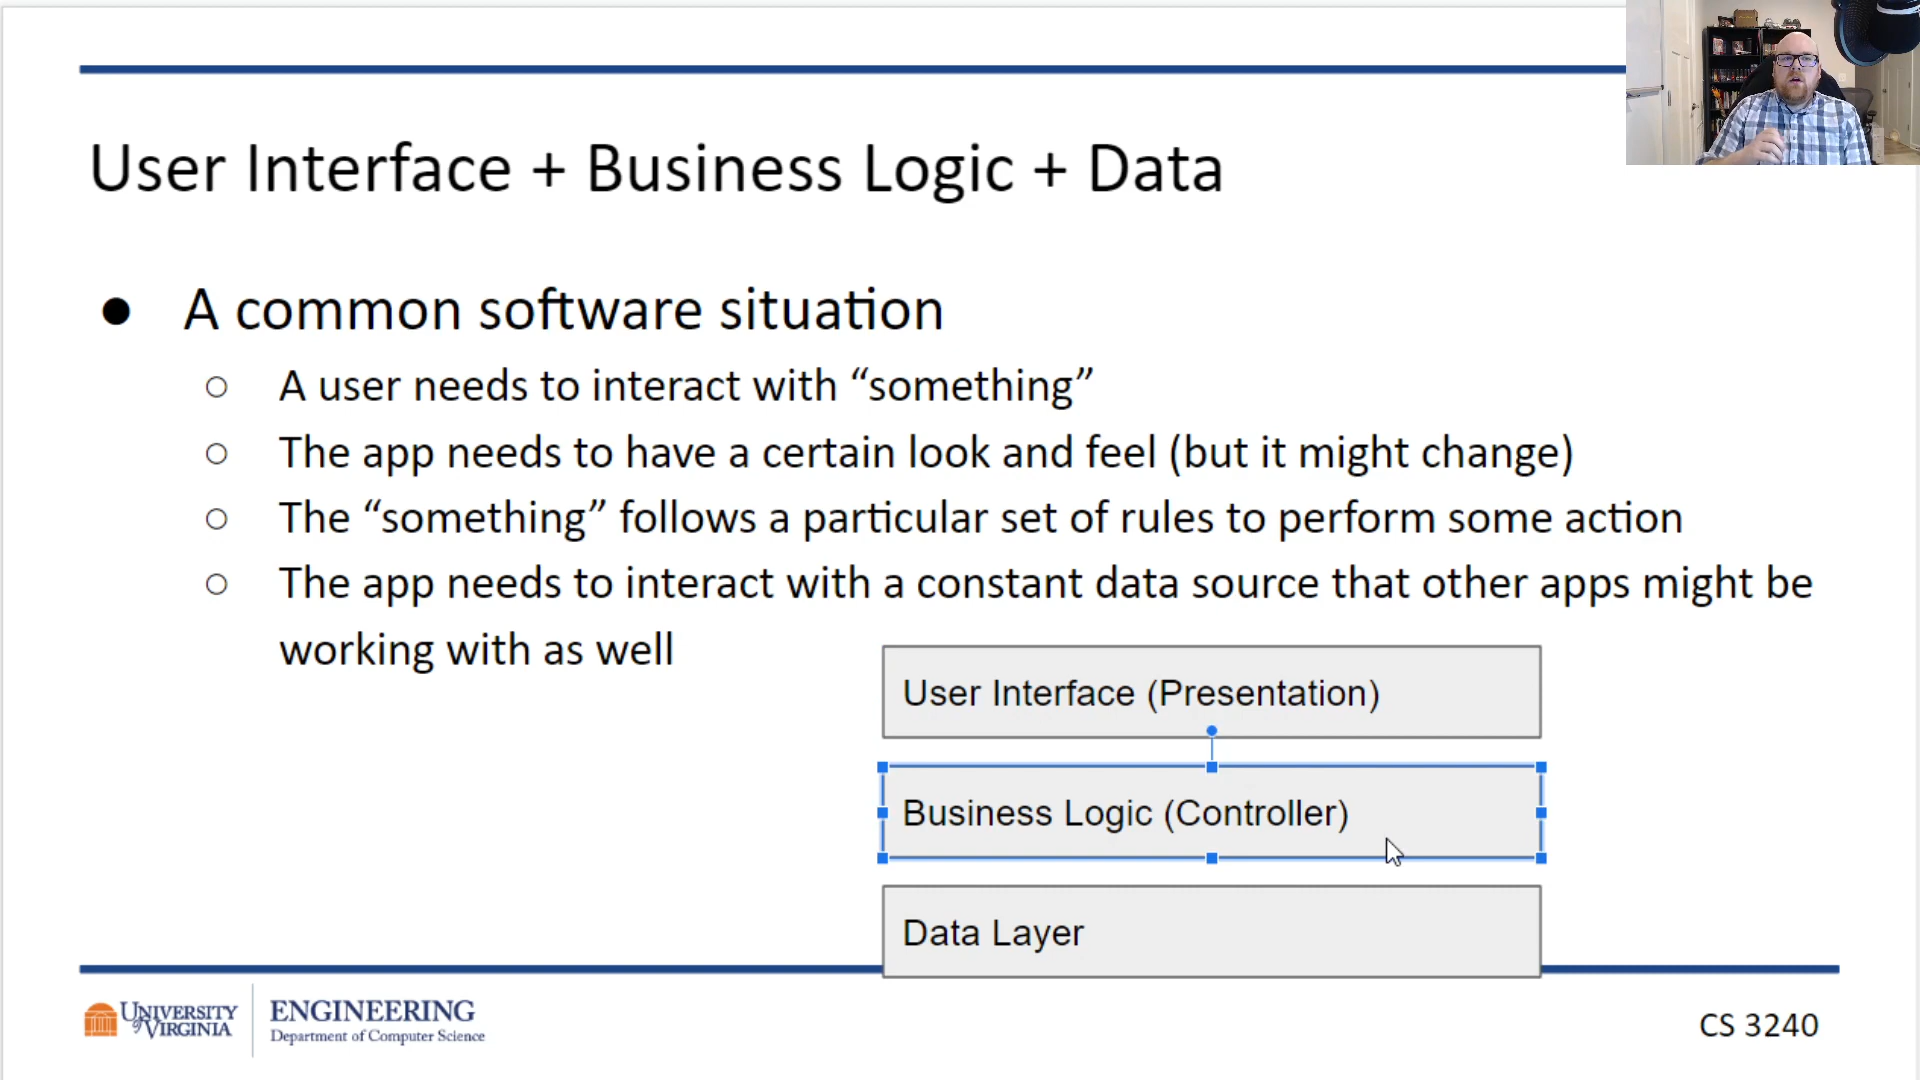 User Interface + Business Logic + Data
● A common software situation
○ A user needs to interact with “something”
○ The app needs to have a certain look and feel (but it might change)
○ The “something” follows a particular set of rules to perform some action
○ The app needs to interact with a constant data source that other apps might be
working with as well
User Interface (Presentation)
Business Logic (Controller)
Data Layer
UNIVERSITY
of VIRGINIA
ENGINEERING
Department of Computer Science
CS 3240